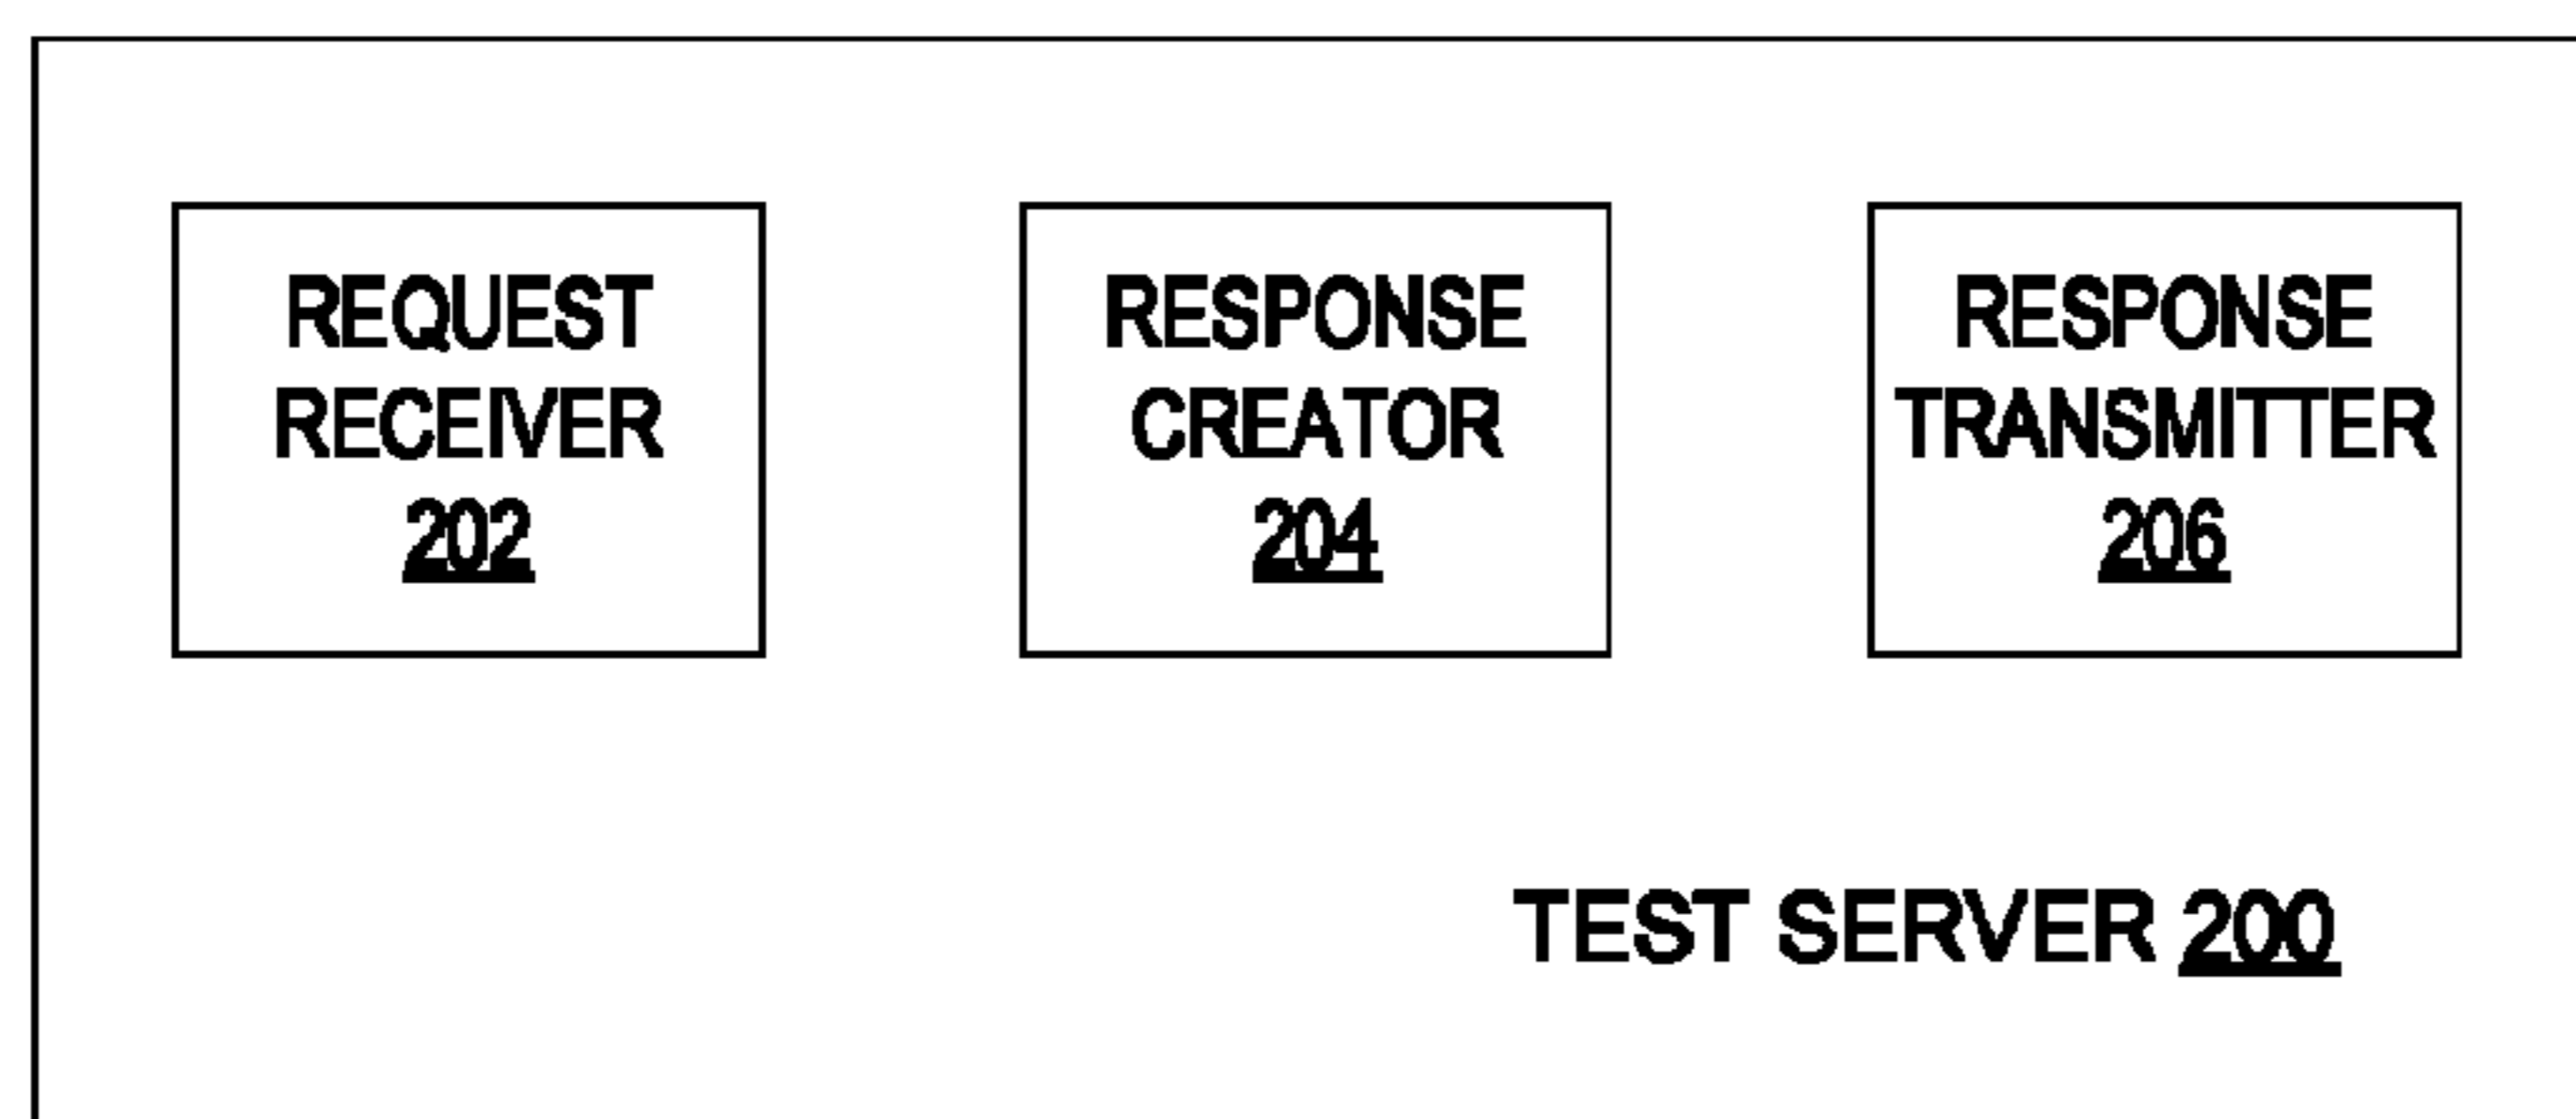 REQUEST
RECEIVER
202
RESPONSE
CREATOR
204
RESPONSE
TRANSMITTER
206
TEST SERVER 200